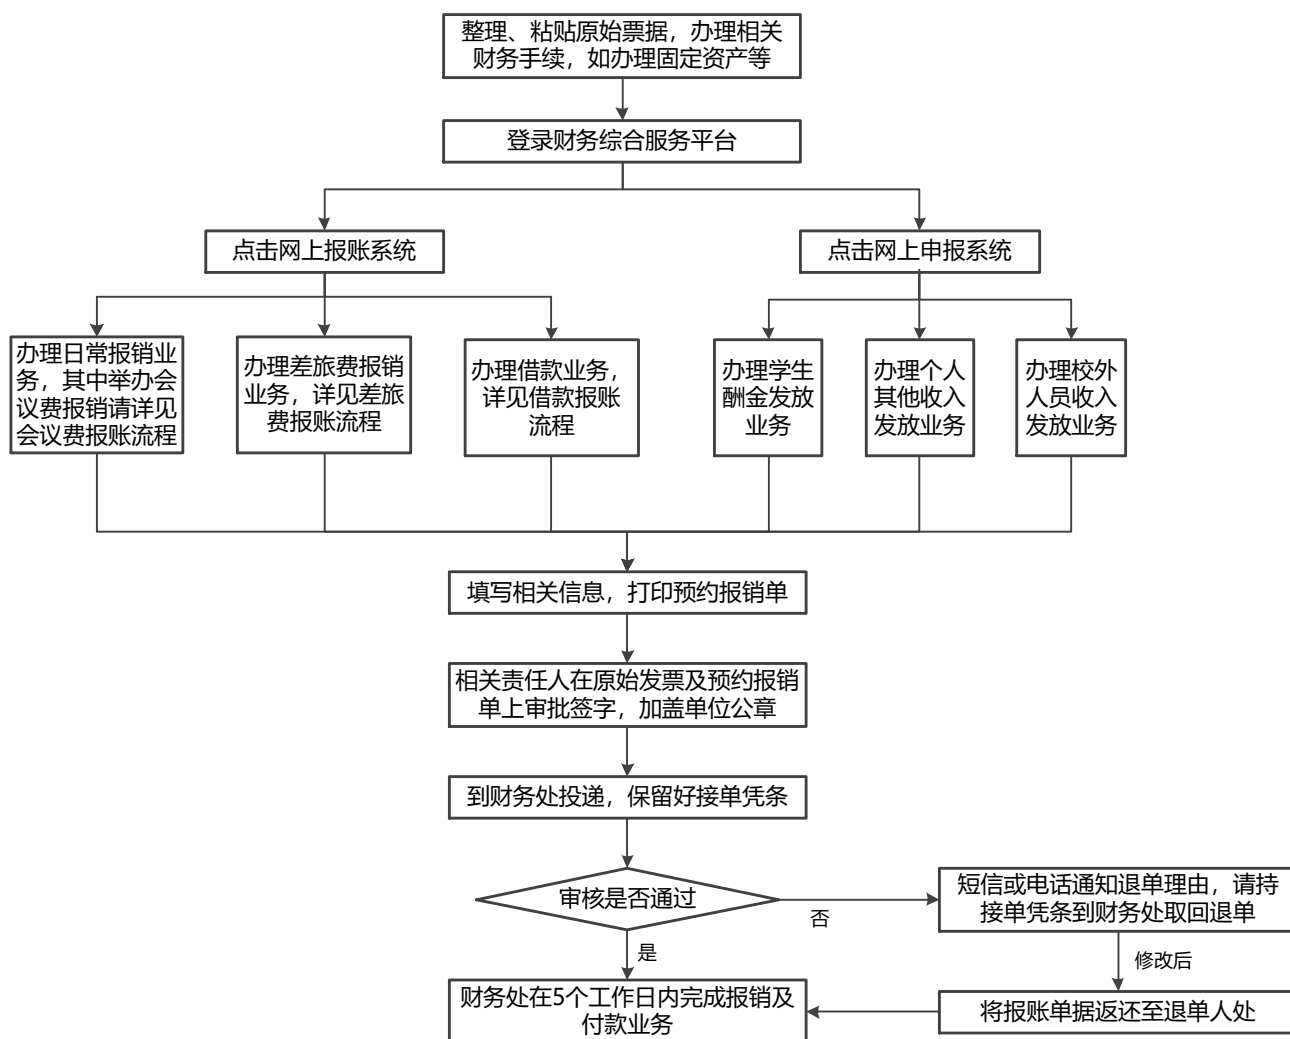 整理、粘贴原始票据，办理相关
财务手续，如办理固定资产等
登录财务综合服务平台
点击网上报账系统
点击网上申报系统
办理日常报销业
务，其中举办会
议费报销请详见
会议费报账流程
办理差旅费报销
业务，详见差旅
费报账流程
办理借款业务，
详见借款报账
流程
办理学生
酬金发放
业务
办理个人
其他收入
发放业务
办理校外
人员收入
发放业务
填写相关信息，打印预约报销单
相关责任人在原始发票及预约报销
单上审批签字，加盖单位公章
到财务处投递，保留好接单凭条
审核是否通过
否
短信或电话通知退单理由，请持
接单凭条到财务处取回退单
是
修改后
财务处在5个工作日内完成报销及
付款业务
将报账单据返还至退单人处